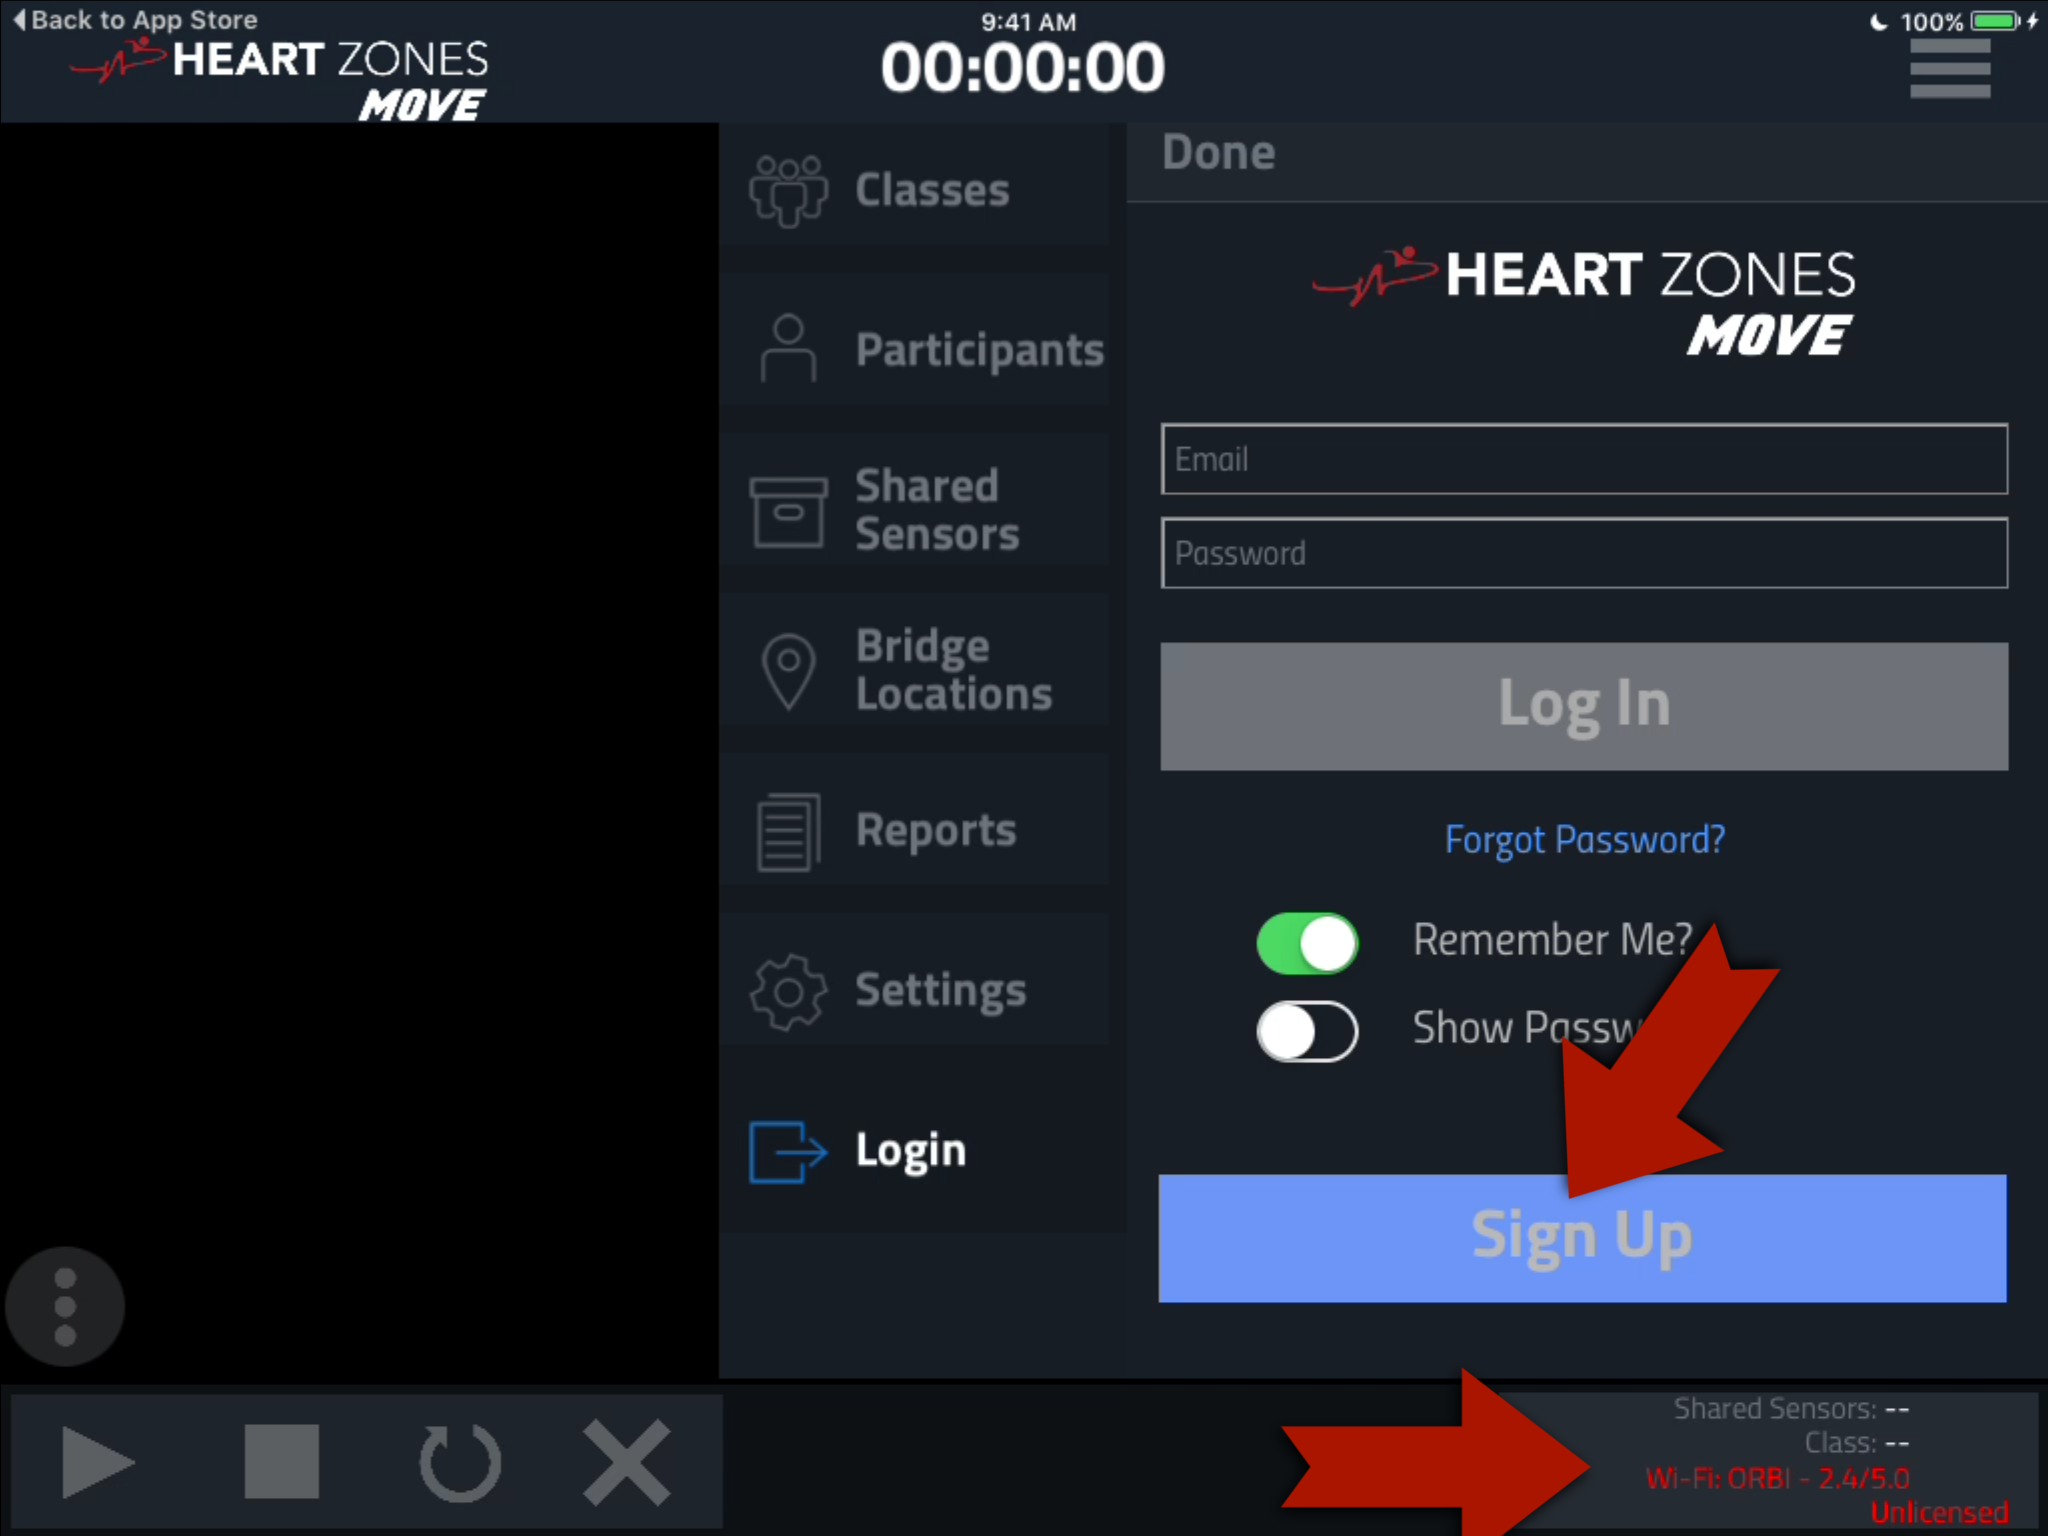 Back to App Store
9:41 AM
100%
HEART ZONES
MOVE
00:00:00
Classes
Participants
Shared
Sensors
Bridge
Locations
Reports
Settings
Login
Done
HEART ZONES
MOVE
Email
Password
Log In
Forgot Password?
Remember Me?
Show Passw
Sign Up
Shared Sensors: --
Class: --
Wi-Fi: ORBI - 2.4/5.0
Unlicensed